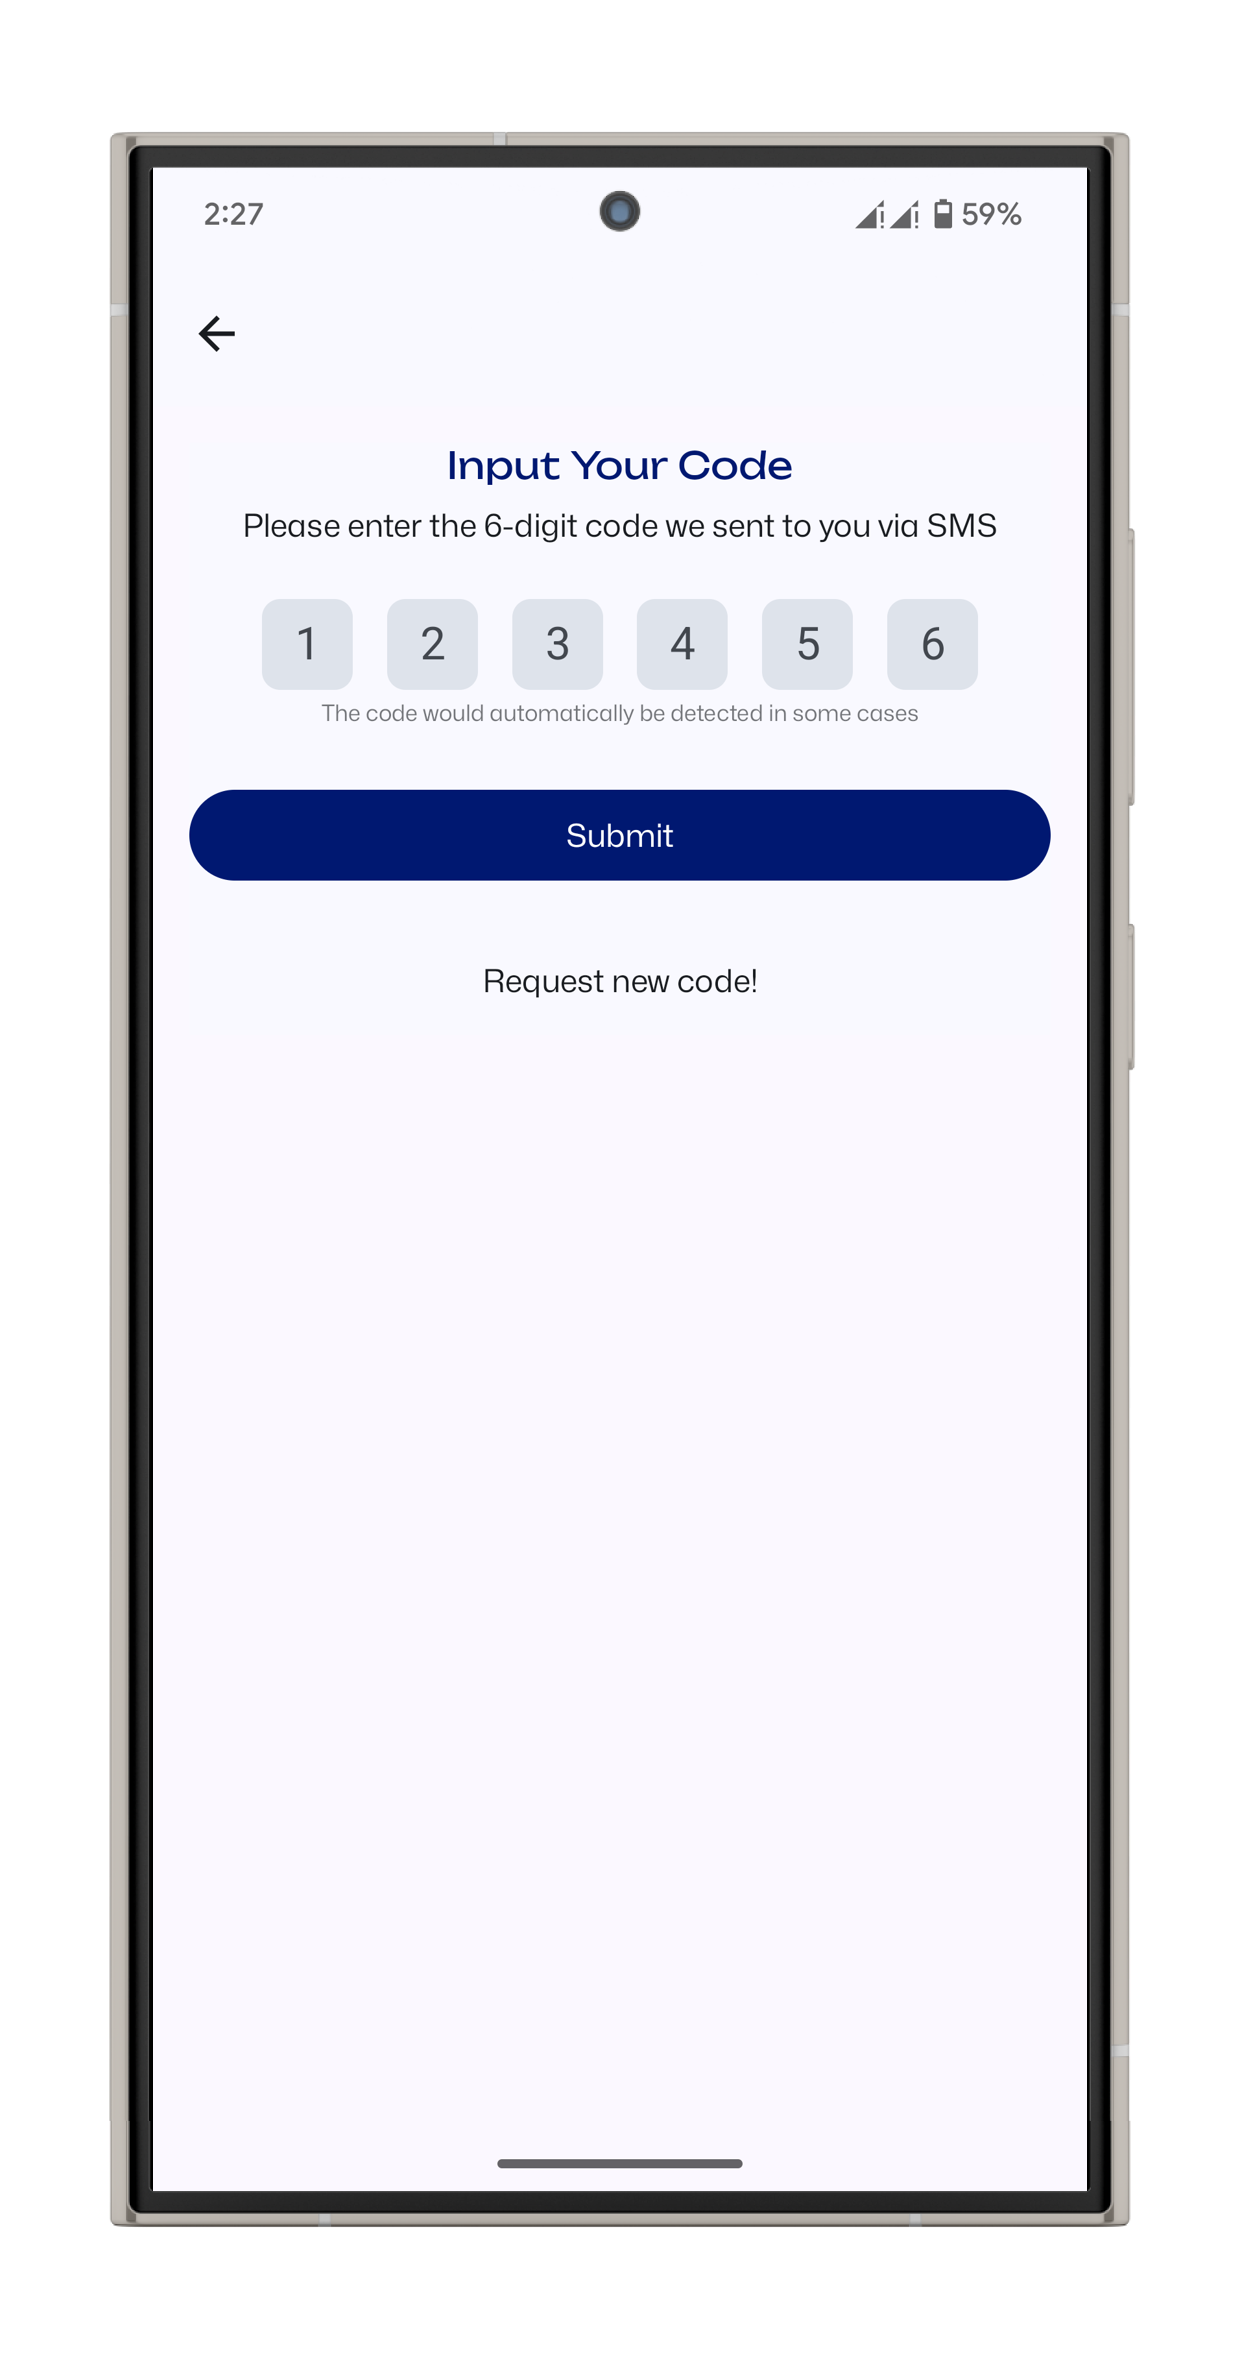 2:27 59%
Input Your Code
Please enter the 6-digit code we sent to you via SMS
1 2 3 4 5 6
The code would automatically be detected in some cases
Submit
Request new code!